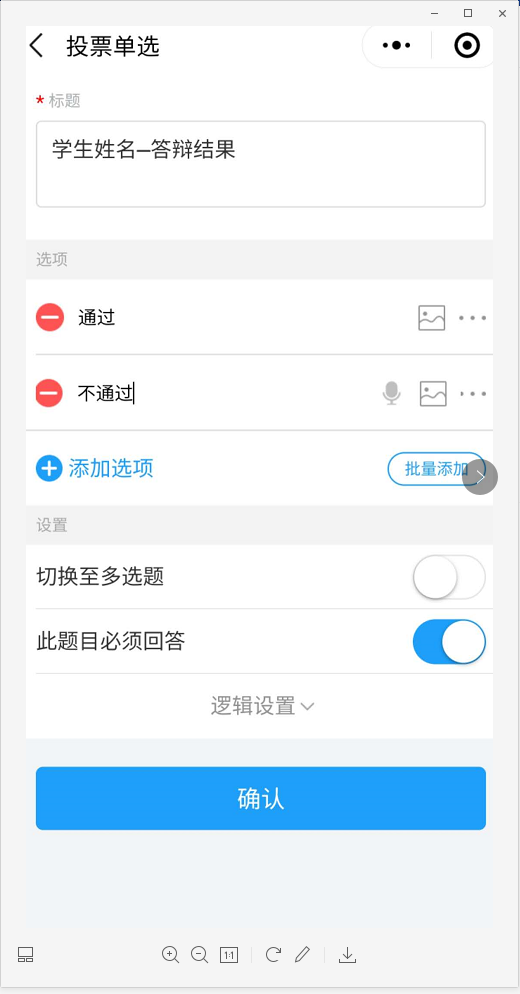 投票单选
* 标题
学生姓名—答辩结果
选项
通过
不通过
添加选项
批量添加
设置
切换至多选题
此题目必须回答
逻辑设置
确认
1:1